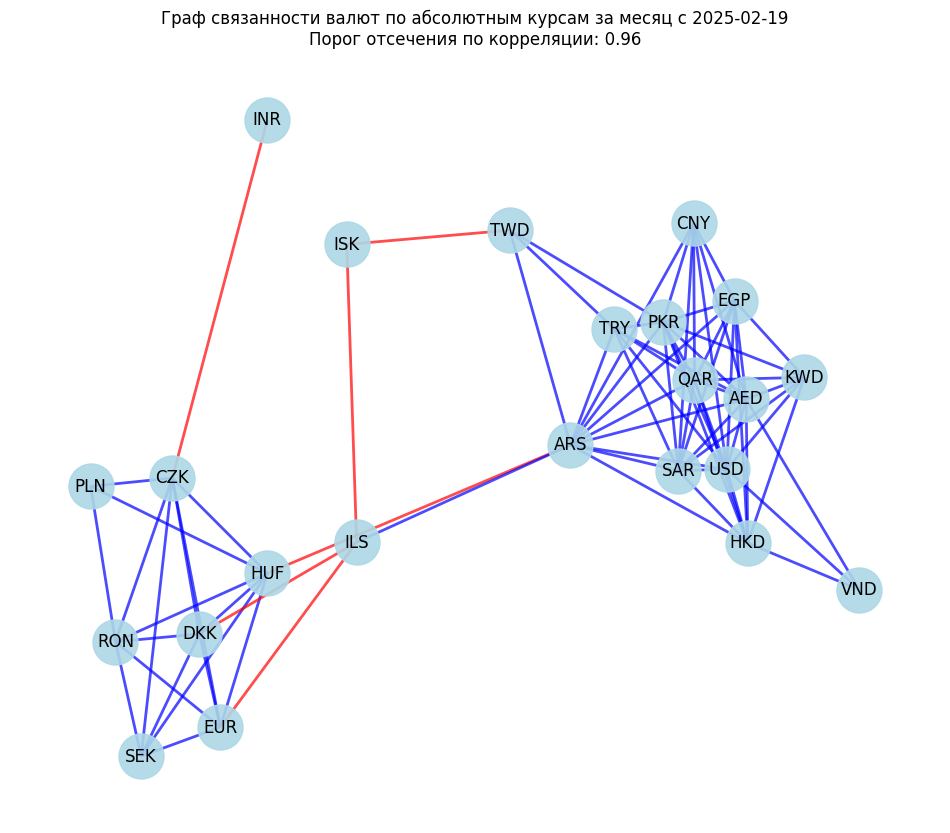 Граф связанности валют по абсолютным курсам за месяц с 2025-02-19
Порог отсечения по корреляции: 0.96
INR
ISK
TWD
CNY
EGP
TRY
PKR
QAR
KWD
AED
ARS
SAR
USD
PLN
CZK
ILS
HKD
HUF
VND
RON
DKK
EUR
SEK